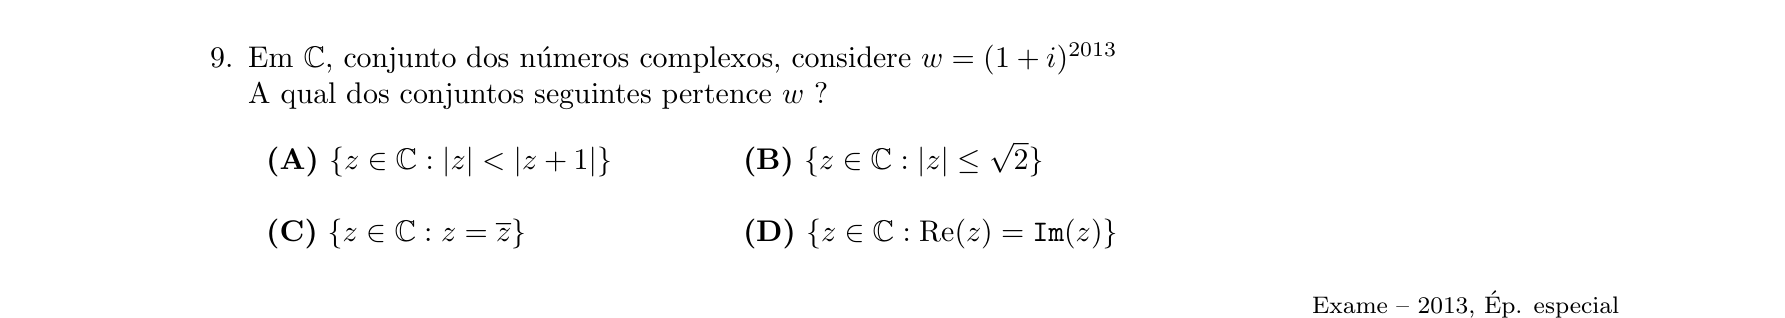 9. Em ℂ, conjunto dos números complexos, considere w = (1 + i)²⁰¹³
A qual dos conjuntos seguintes pertence w ?
(A) {z ∈ ℂ : |z| < |z + 1|} (B) {z ∈ ℂ : |z| ≤ √2}
(C) {z ∈ ℂ : z = z̅} (D) {z ∈ ℂ : Re(z) = Im(z)}
Exame – 2013, Ép. especial